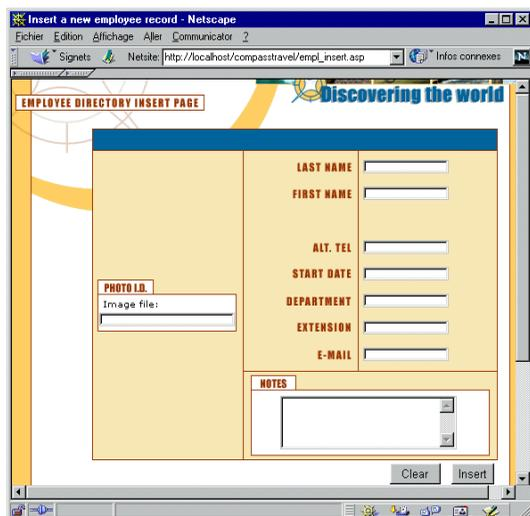 Insert a new employee record - Netscape
Fichier Edition Affichage Aller Communicator ?
Signets Netsite: http://localhost/compasstravel/empl_insert.asp Infos connexes N
Discovering the world
EMPLOYEE DIRECTORY INSERT PAGE
LAST NAME
FIRST NAME
ALT. TEL
START DATE
PHOTO I.D.
Image file:
DEPARTMENT
EXTENSION
E-MAIL
NOTES
Clear Insert